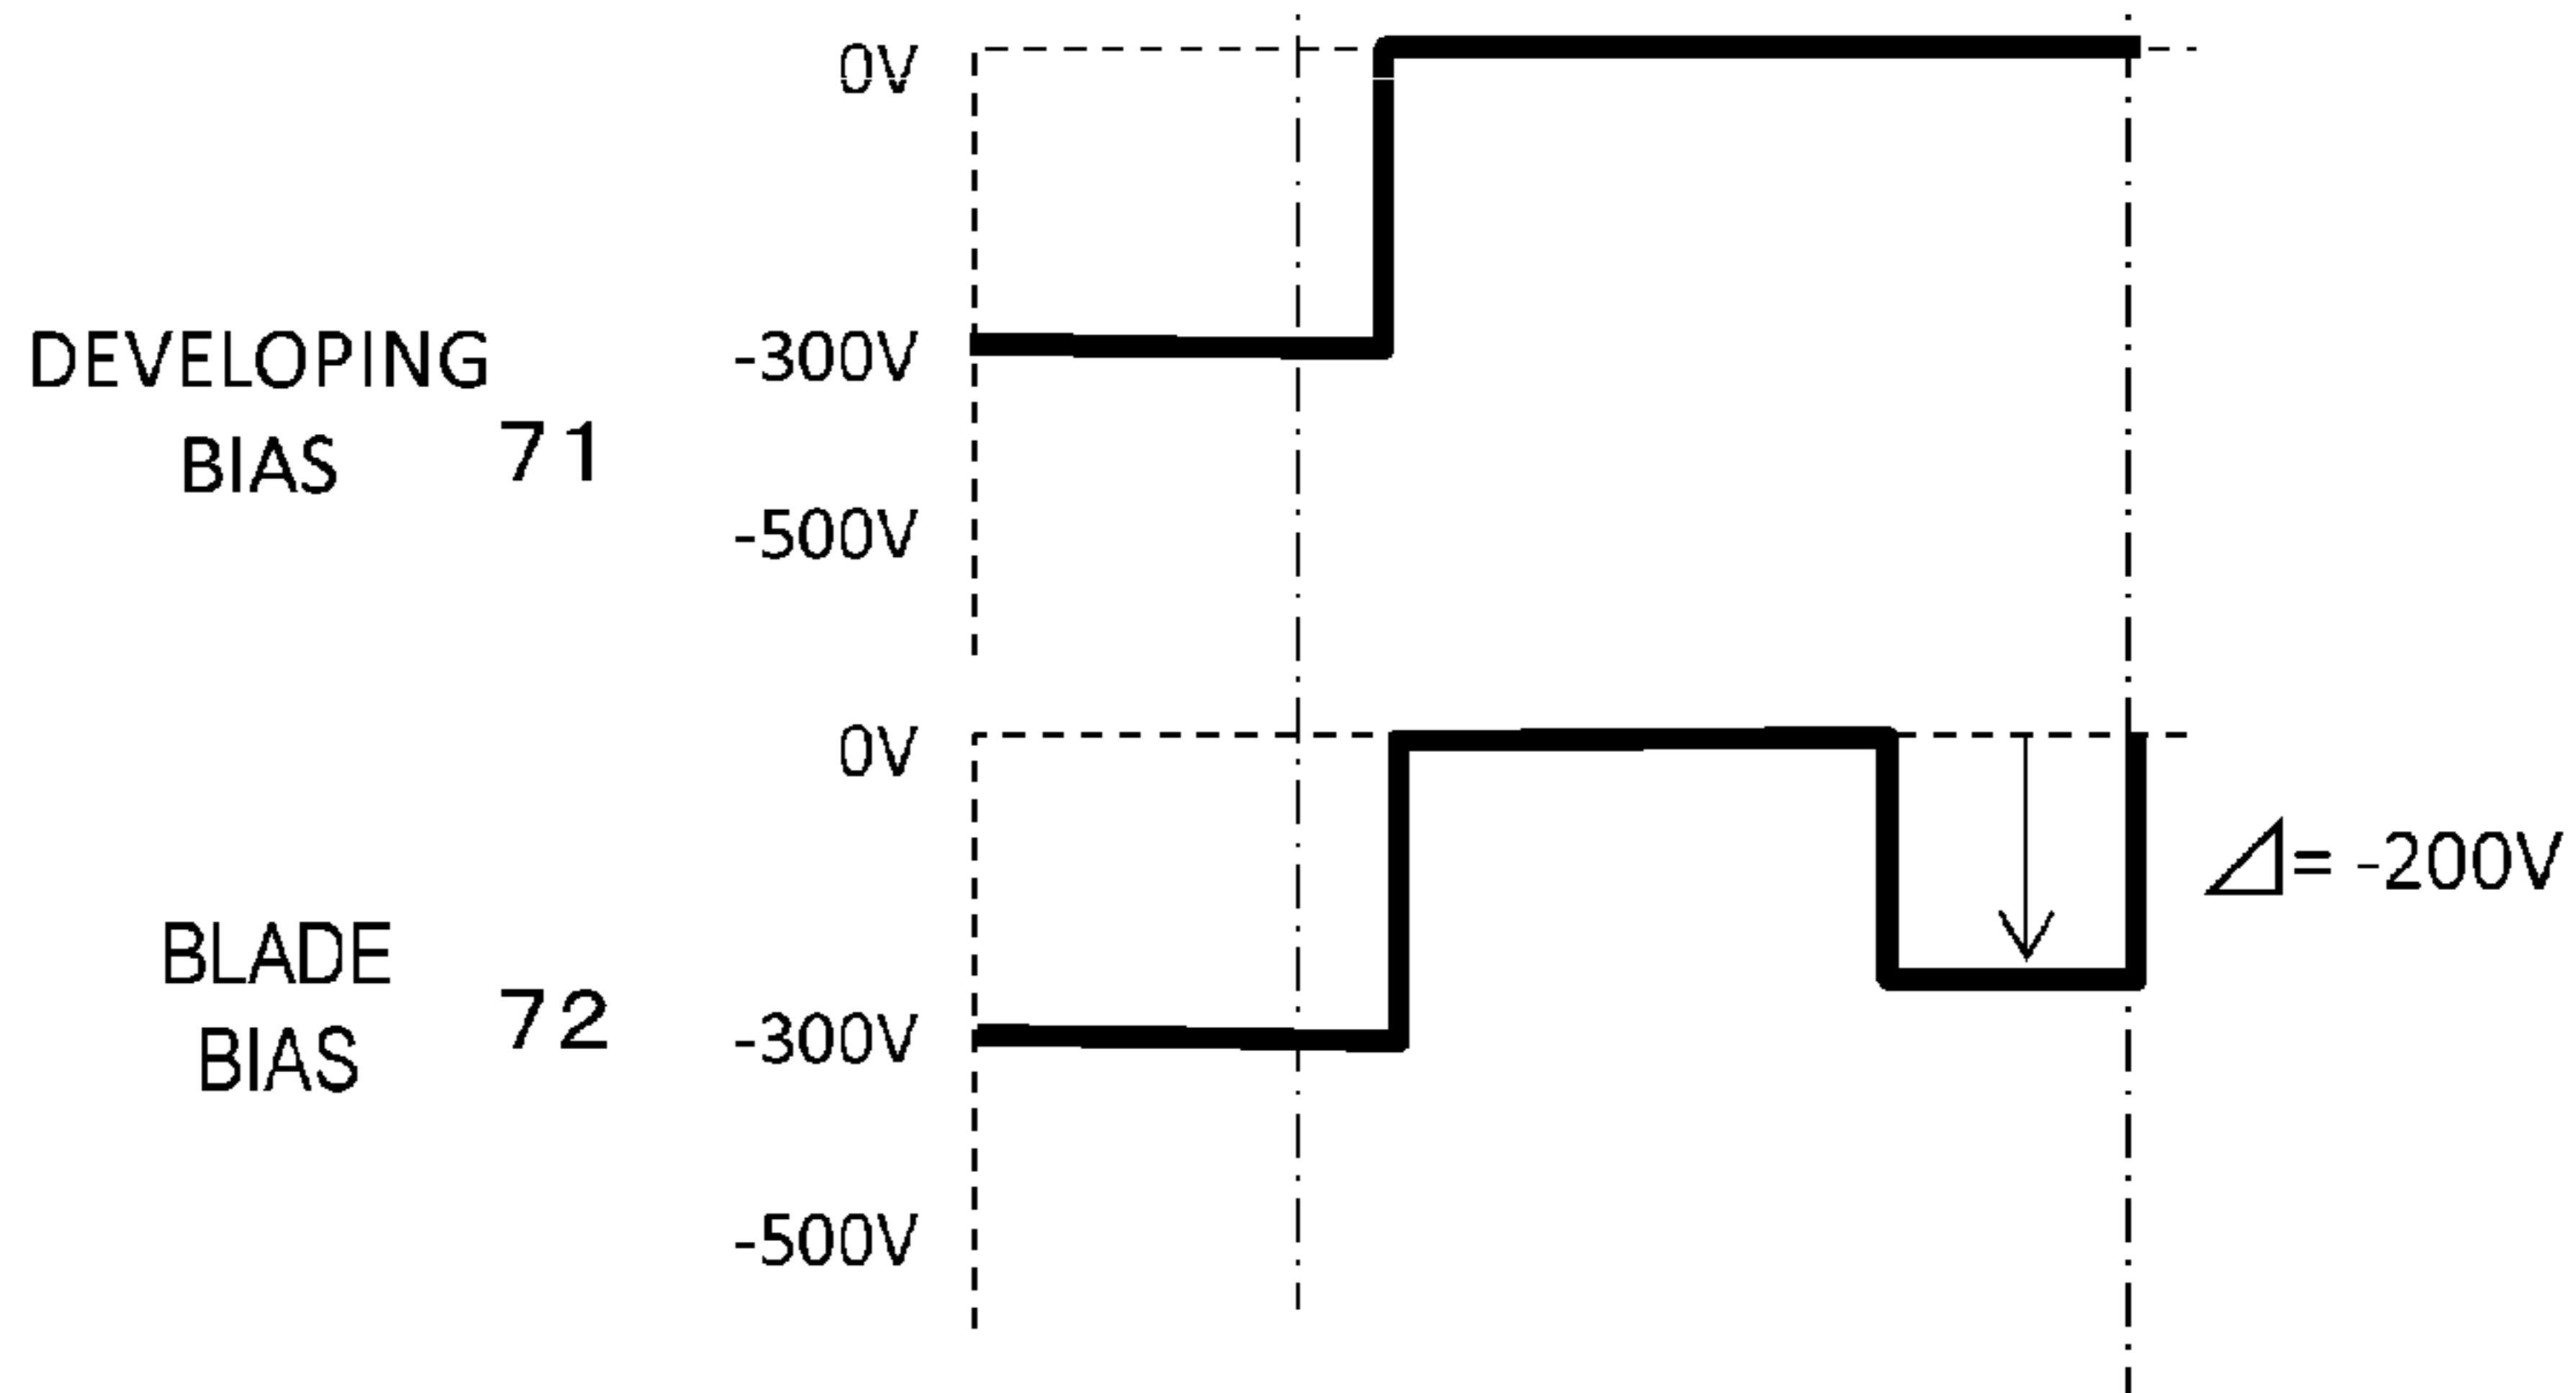 0V
-300V
DEVELOPING
BIAS 71
-500V
0V
⊿= -200V
BLADE
BIAS 72
-300V
-500V